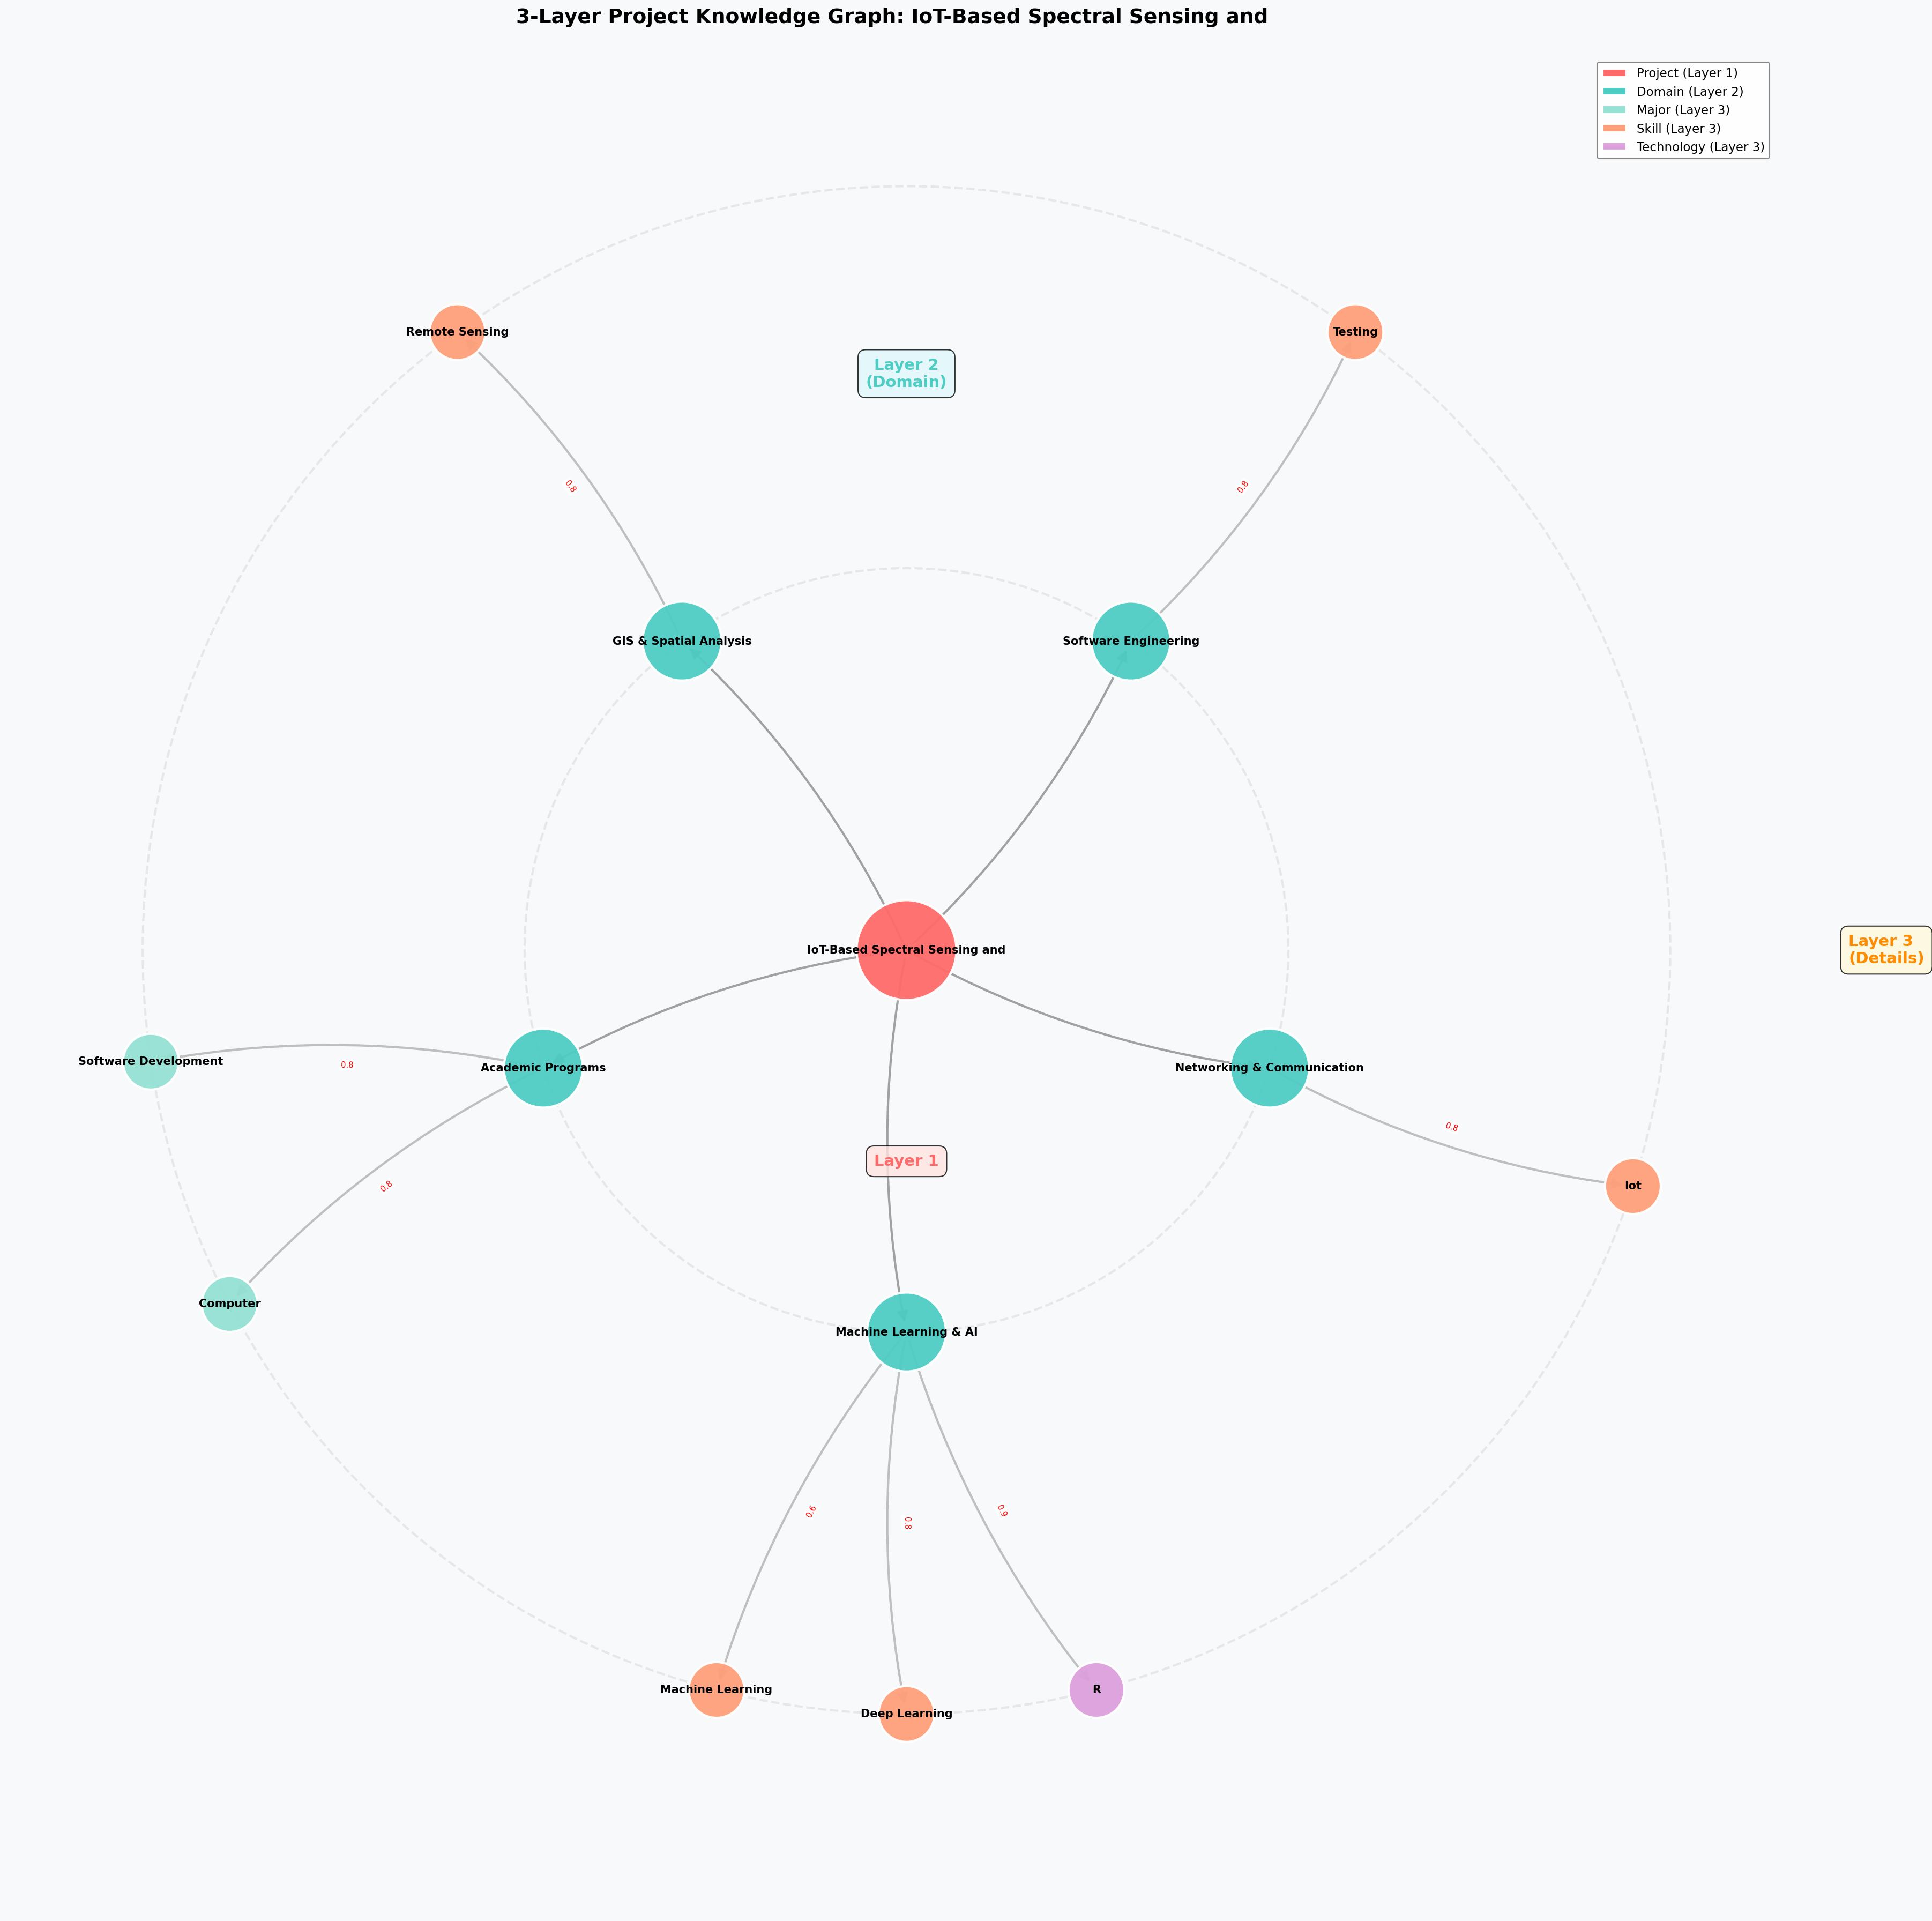 3-Layer Project Knowledge Graph: IoT-Based Spectral Sensing and
Project (Layer 1)
Domain (Layer 2)
Major (Layer 3)
Skill (Layer 3)
Technology (Layer 3)
Remote Sensing
Testing
Layer 2
(Domain)
0.8
0.8
GIS & Spatial Analysis
Software Engineering
IoT-Based Spectral Sensing and
Layer 3
(Details)
Software Development
0.8
Academic Programs
Networking & Communication
0.8
Layer 1
0.8
Iot
Computer
Machine Learning & AI
0.6
0.8
0.9
Machine Learning
Deep Learning
R